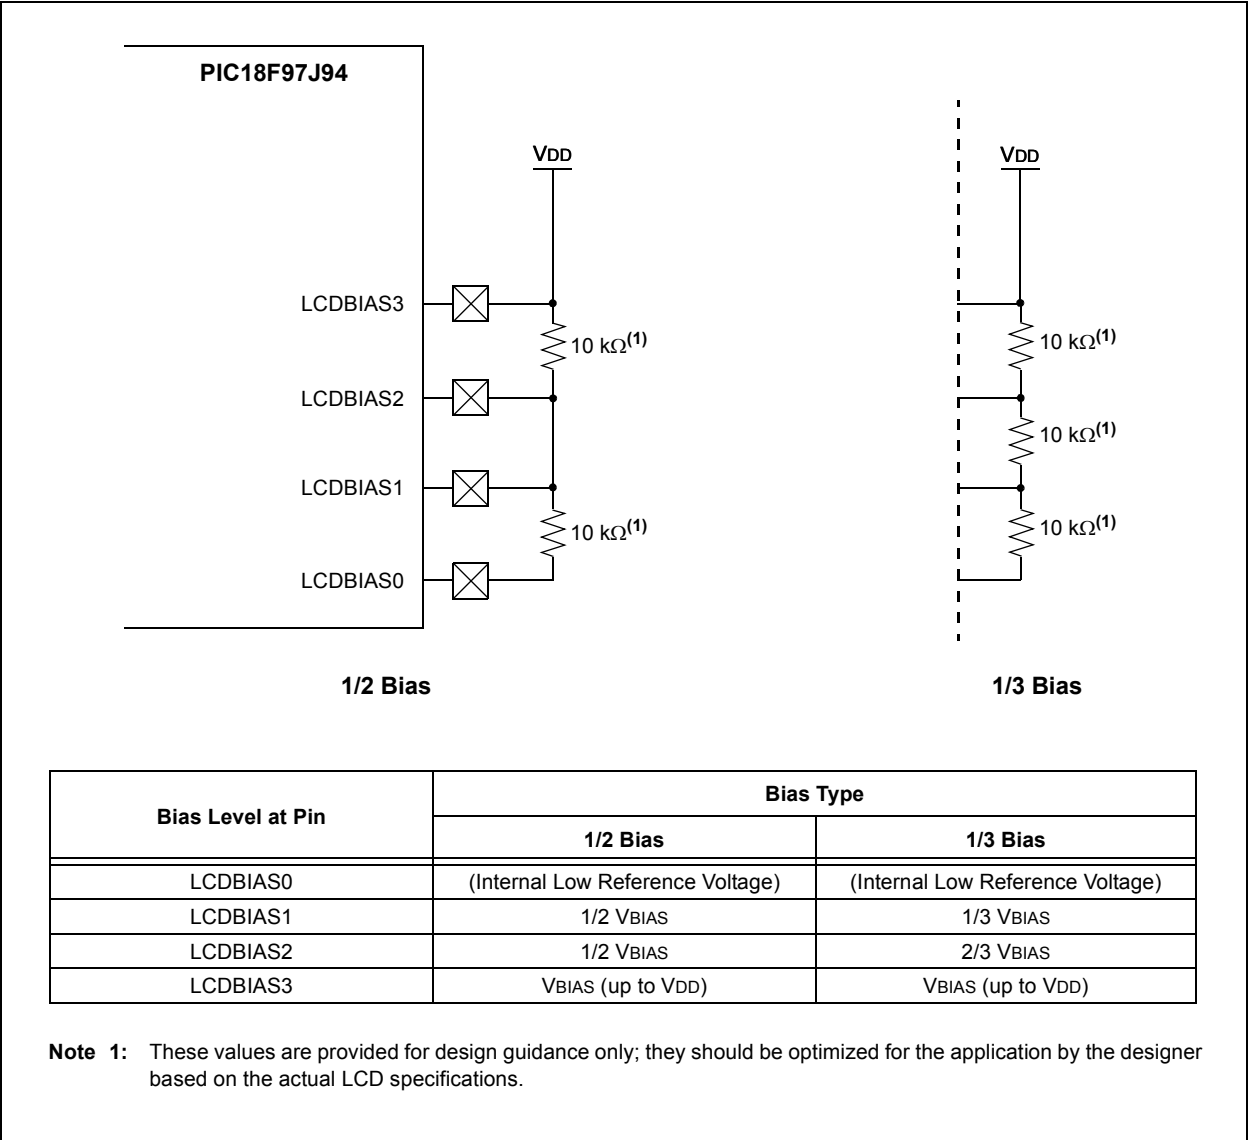 PIC18F97J94
VDD
VDD
LCDBIAS3
10 kΩ(1)
10 kΩ(1)
LCDBIAS2
10 kΩ(1)
LCDBIAS1
10 kΩ(1)
10 kΩ(1)
LCDBIAS0
1/2 Bias
1/3 Bias
Bias Level at Pin
Bias Type
1/2 Bias
1/3 Bias
LCDBIAS0 (Internal Low Reference Voltage) (Internal Low Reference Voltage)
LCDBIAS1 1/2 VBIAS 1/3 VBIAS
LCDBIAS2 1/2 VBIAS 2/3 VBIAS
LCDBIAS3 VBIAS (up to VDD) VBIAS (up to VDD)
Note 1: These values are provided for design guidance only; they should be optimized for the application by the designer
based on the actual LCD specifications.